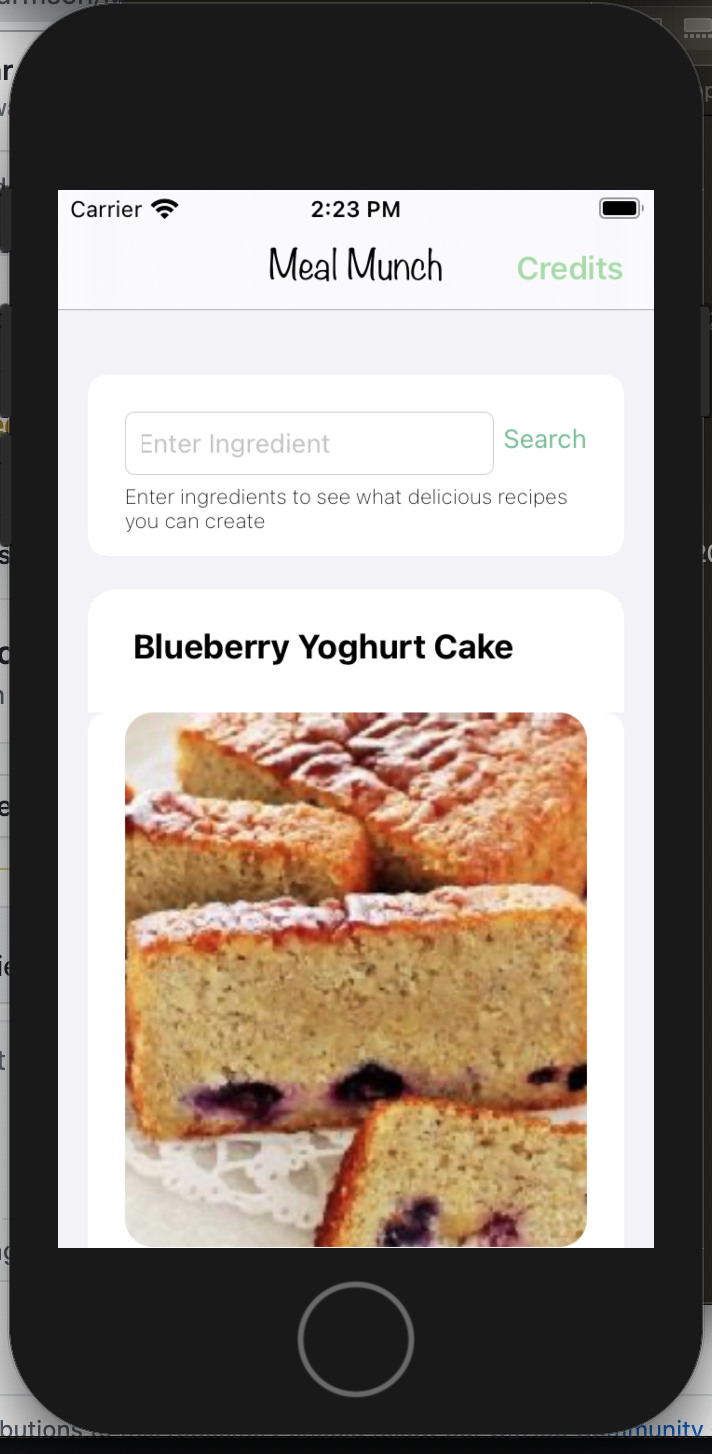 Carrier 2:23 PM
Meal Munch Credits
Enter Ingredient Search
Enter ingredients to see what delicious recipes
you can create
Blueberry Yoghurt Cake